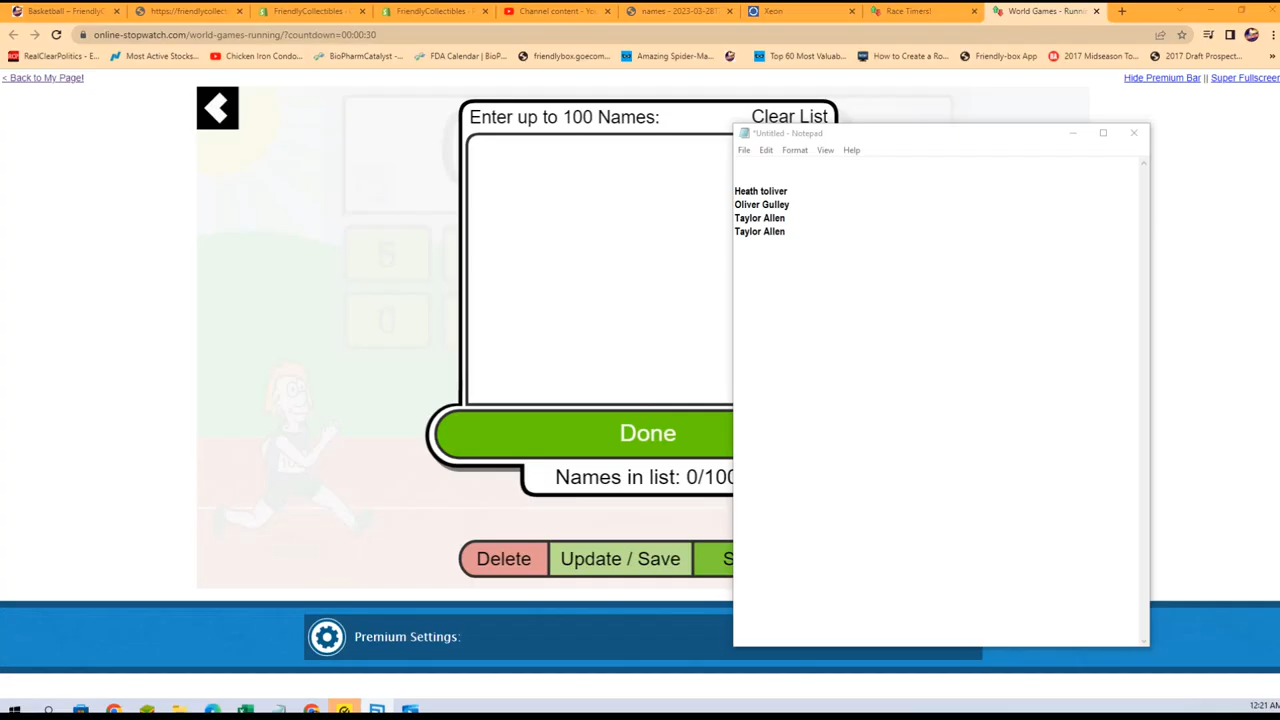 Basketball – FriendlyC
https://friendlycollect
FriendlyCollectibles -
FriendlyCollectibles -
Channel content - You
names – 2023-03-28T
Xeon
Race Timers!
World Games - Runni
online-stopwatch.com/world-games-running/?countdown=00:00:30
RealClearPolitics - E...
Most Active Stocks...
Chicken Iron Condo...
BioPharmCatalyst -...
FDA Calendar | BioP...
friendlybox.goecom...
Amazing Spider-Ma...
Top 60 Most Valuab...
How to Create a Ro...
Friendly-box App
2017 Midseason To...
2017 Draft Prospect...
< Back to My Page!
Hide Premium Bar || Super Fullscreen
Enter up to 100 Names:
Clear List
*Untitled - Notepad
File Edit Format View Help
Heath toliver
Oliver Gulley
Taylor Allen
Taylor Allen
5
0
Done
Names in list: 0/100
Delete
Update / Save
S
Premium Settings:
12:21 AM